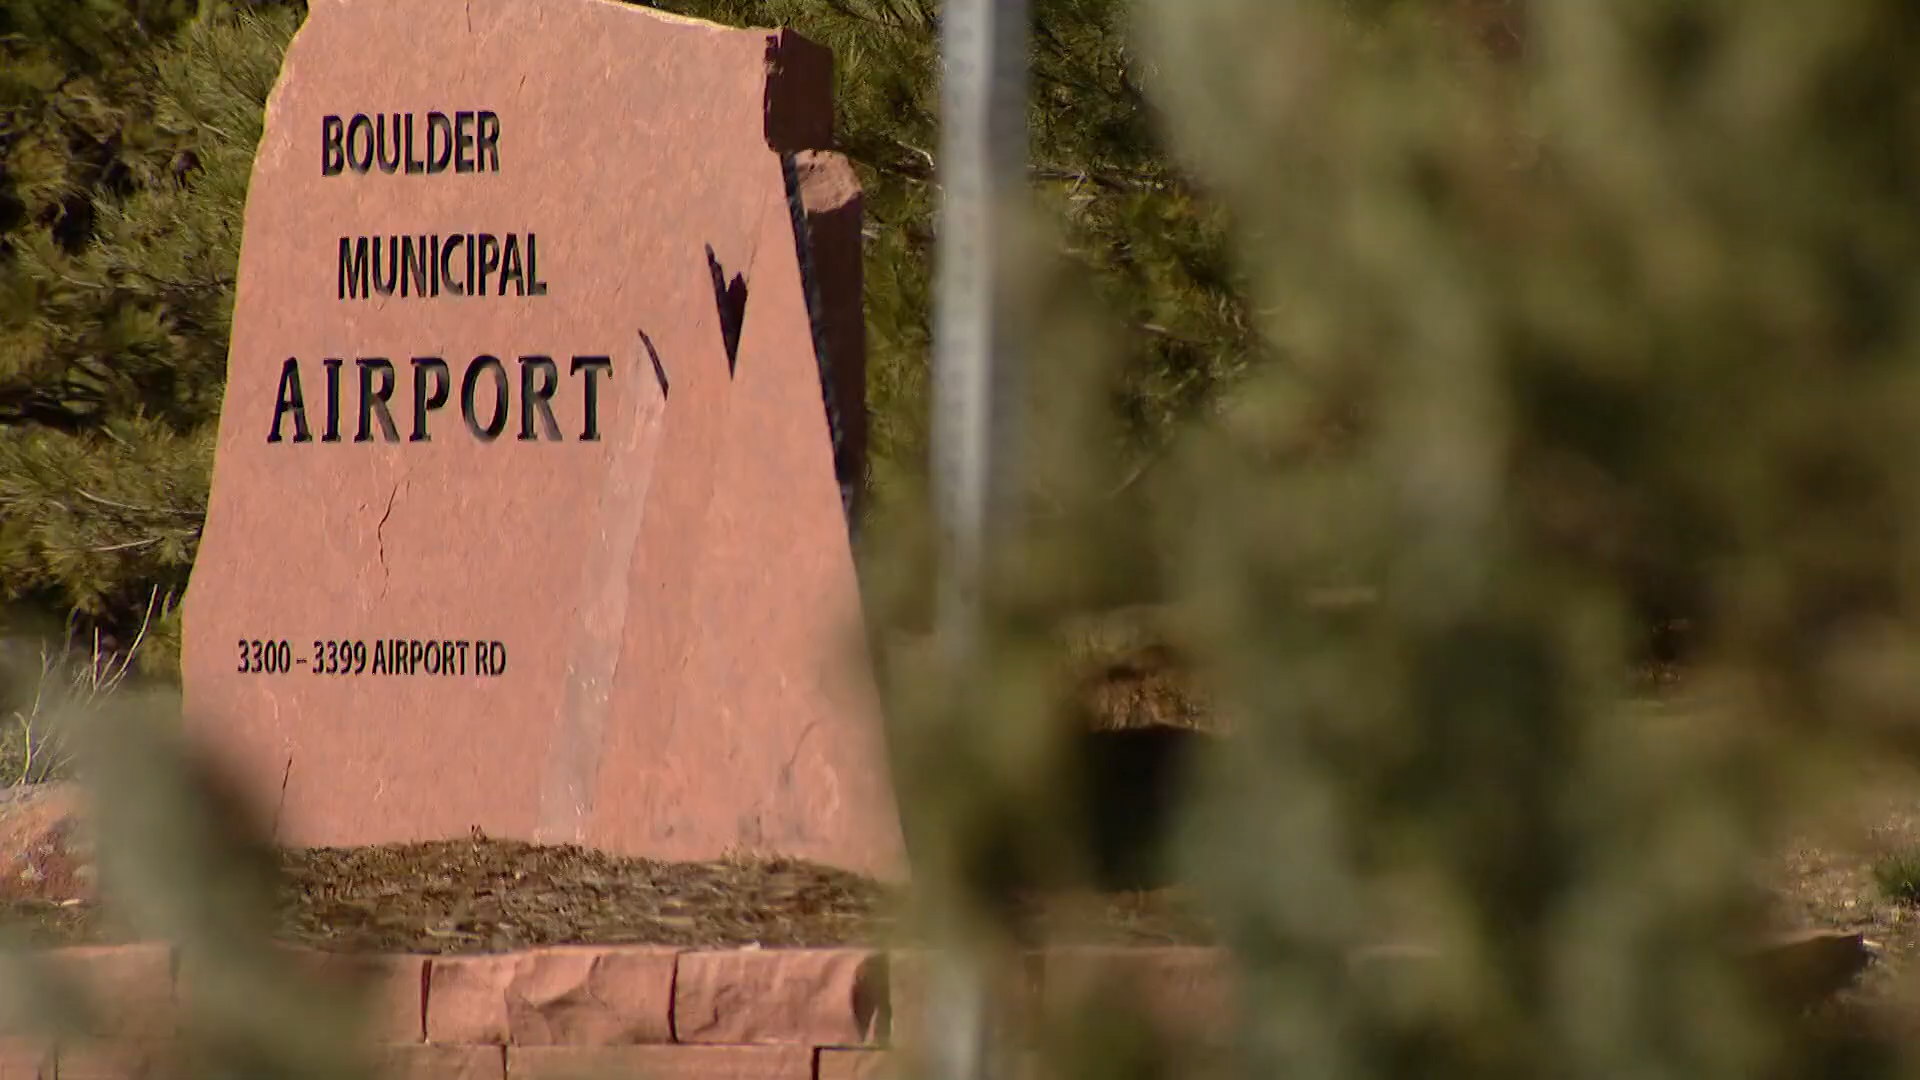 BOULDER
MUNICIPAL
AIRPORT
3300 – 3399 AIRPORT RD